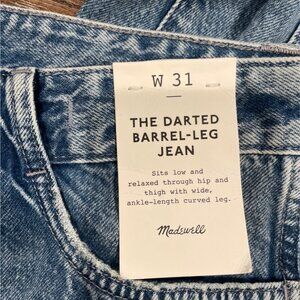 W 31
THE DARTED
BARREL-LEG
JEAN
Sits low and
relaxed through hip and
thigh with wide,
ankle-length curved leg.
Madewell